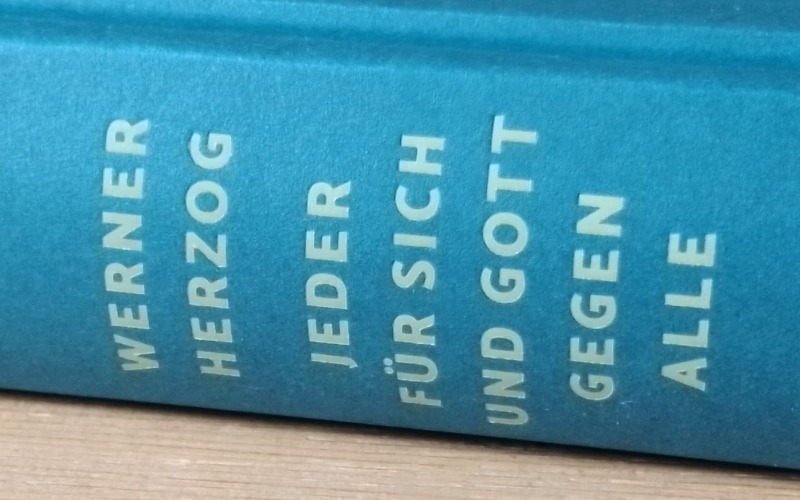 WERNER
HERZOG
JEDER
FÜR SICH
UND GOTT
GEGEN
ALLE